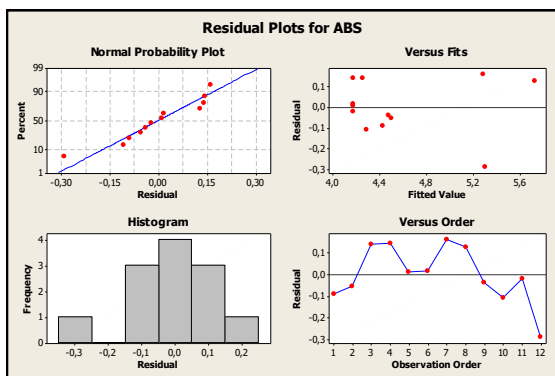 Residual Plots for ABS
Normal Probability Plot
99
90
50
10
1
Percent
-0,30 -0,15 0,00 0,15 0,30
Residual
Versus Fits
0,1
0,0
-0,1
-0,2
-0,3
Residual
4,0 4,4 4,8 5,2 5,6
Fitted Value
Histogram
4
3
2
1
0
Frequency
-0,3 -0,2 -0,1 0,0 0,1 0,2
Residual
Versus Order
0,1
0,0
-0,1
-0,2
-0,3
Residual
1 2 3 4 5 6 7 8 9 10 11 12
Observation Order